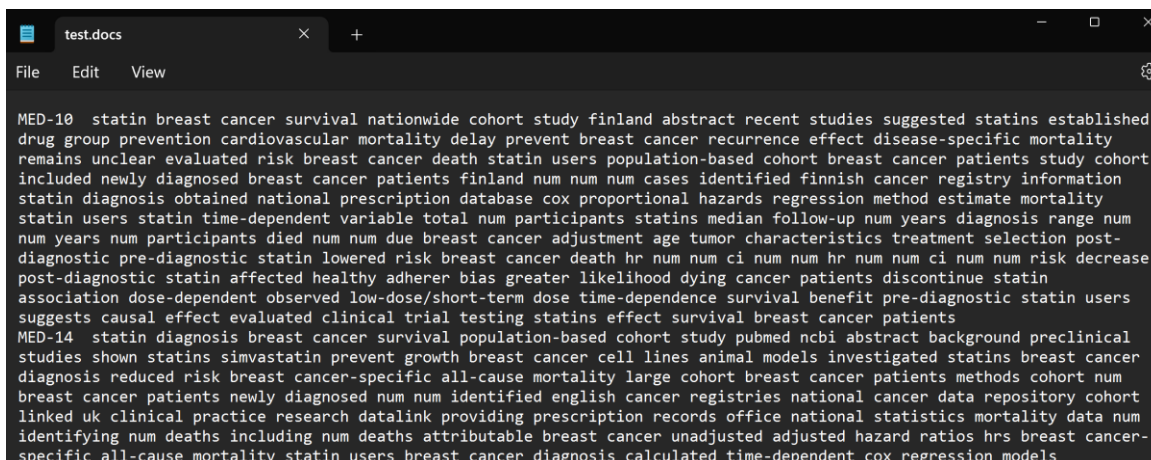 test.docs
File Edit View
MED-10 statin breast cancer survival nationwide cohort study finland abstract recent studies suggested statins established
drug group prevention cardiovascular mortality delay prevent breast cancer recurrence effect disease-specific mortality
remains unclear evaluated risk breast cancer death statin users population-based cohort breast cancer patients study cohort
included newly diagnosed breast cancer patients finland num num num cases identified finnish cancer registry information
statin diagnosis obtained national prescription database cox proportional hazards regression method estimate mortality
statin users statin time-dependent variable total num participants statins median follow-up num years diagnosis range num
num years num participants died num num due breast cancer adjustment age tumor characteristics treatment selection post-
diagnostic pre-diagnostic statin lowered risk breast cancer death hr num num ci num num hr num num ci num num risk decrease
post-diagnostic statin affected healthy adherer bias greater likelihood dying cancer patients discontinue statin
association dose-dependent observed low-dose/short-term dose time-dependence survival benefit pre-diagnostic statin users
suggests causal effect evaluated clinical trial testing statins effect survival breast cancer patients
MED-14 statin diagnosis breast cancer survival population-based cohort study pubmed ncbi abstract background preclinical
studies shown statins simvastatin prevent growth breast cancer cell lines animal models investigated statins breast cancer
diagnosis reduced risk breast cancer-specific all-cause mortality large cohort breast cancer patients methods cohort num
breast cancer patients newly diagnosed num num identified english cancer registries national cancer data repository cohort
linked uk clinical practice research datalink providing prescription records office national statistics mortality data num
identifying num deaths including num deaths attributable breast cancer unadjusted adjusted hazard ratios hrs breast cancer-
specific all-cause mortality statin users breast cancer diagnosis calculated time-dependent cox regression models